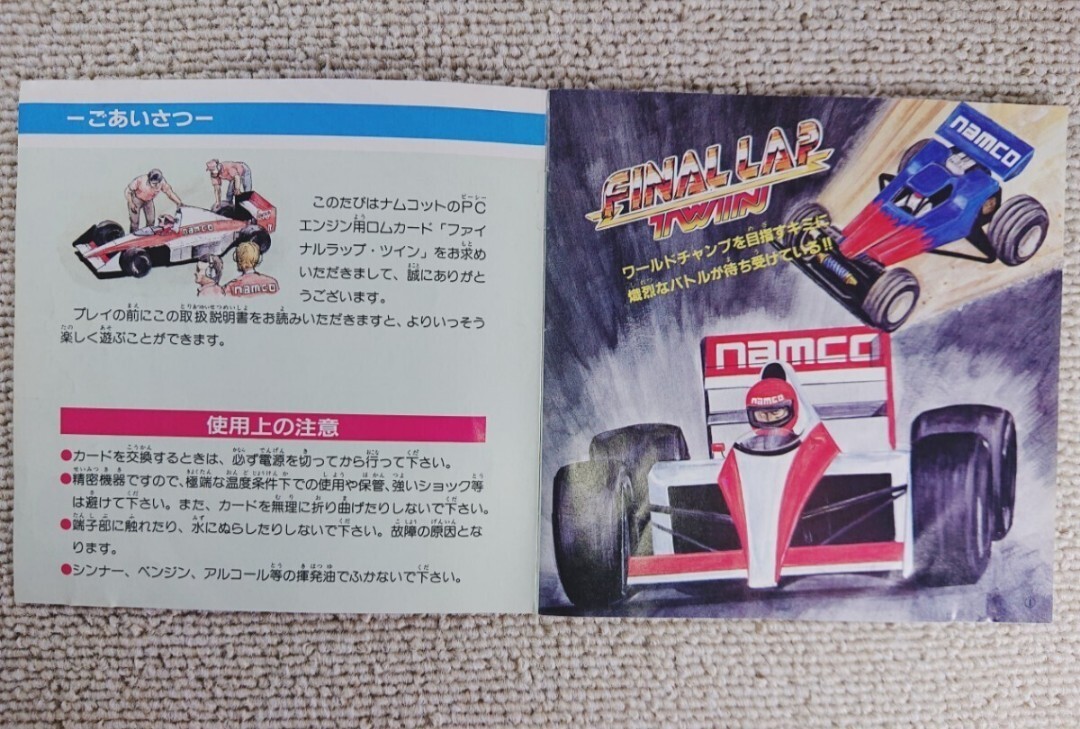 ーごあいさつー
namco
namco
このたびはナムコットのPC
エンジン用ロムカード「ファイ
ナルラップ・ツイン」をお求め
いただきまして、誠にありがと
うございます。
プレイの前にこの取扱説明書をお読みいただきますと、よりいっそう
楽しく遊ぶことができます。
使用上の注意
●カードを交換するときは、必ず電源を切ってから行って下さい。
●精密機器ですので、極端な温度条件下での使用や保管、強いショック等
は避けて下さい。また、カードを無理に折り曲げたりしないで下さい。
●端子部に触れたり、水にぬらしたりしないで下さい。故障の原因とな
ります。
●シンナー、ベンジン、アルコール等の揮発油でふかないで下さい。
FINAL LAP
TWIN
ワールドチャンプを目指すキミに
熾烈なバトルが待ち受けている!!
namco
namco
namco